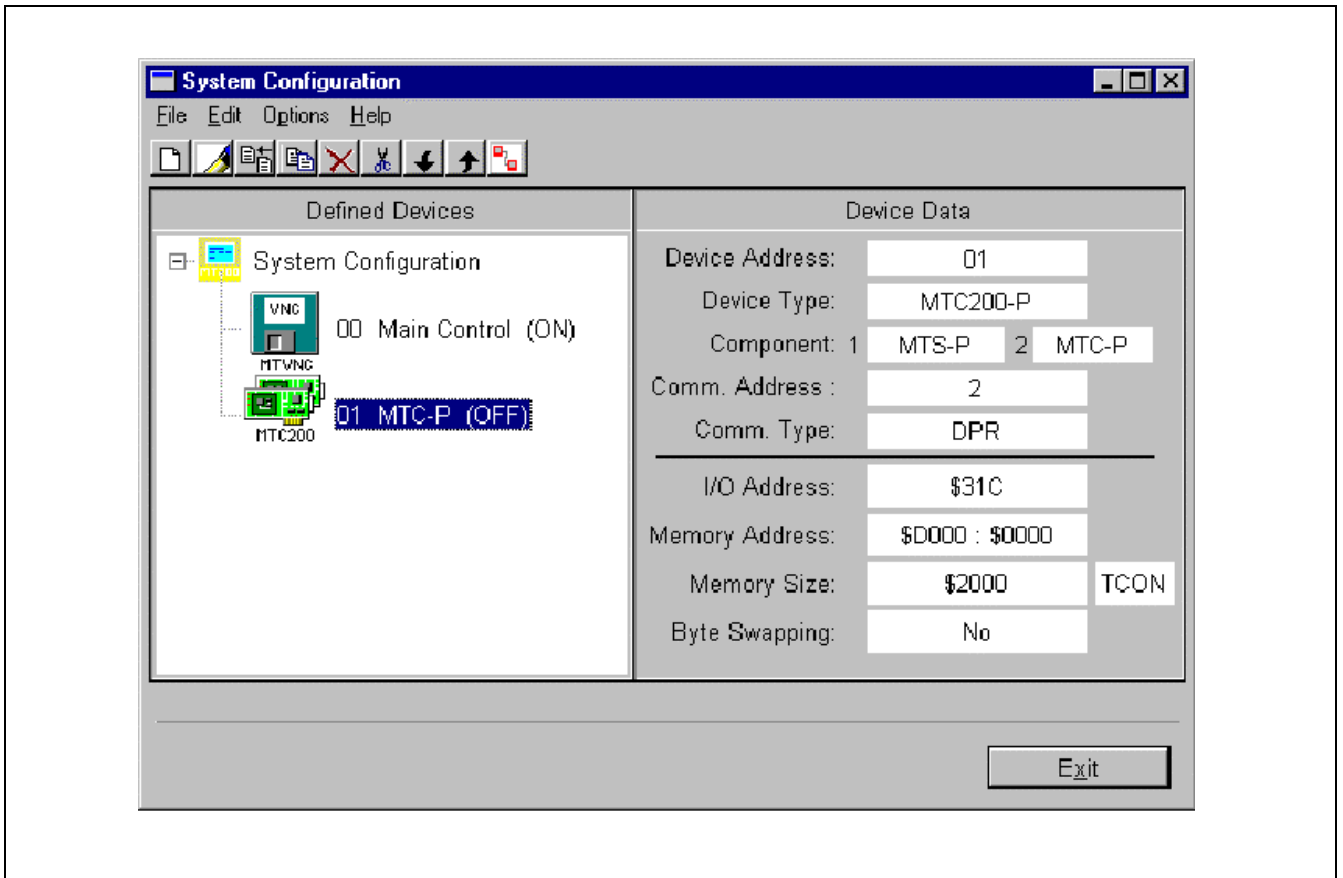 System Configuration
File Edit Options Help
Defined Devices
System Configuration
VNC
MTVNC
00 Main Control (ON)
MTC200
01 MTC-P (OFF)
Device Data
Device Address: 01
Device Type: MTC200-P
Component: 1 MTS-P 2 MTC-P
Comm. Address : 2
Comm. Type: DPR
I/O Address: $31C
Memory Address: $D000 : $0000
Memory Size: $2000 TCON
Byte Swapping: No
Exit